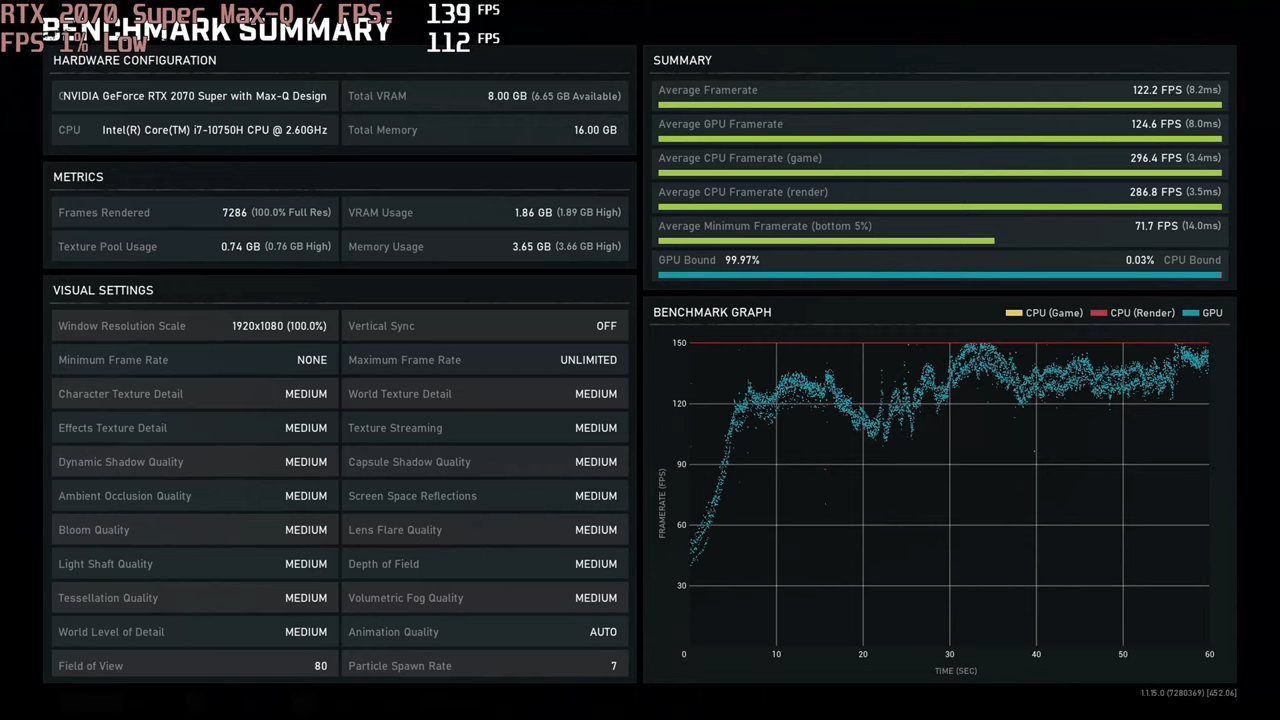 RTX 2070 Super Max-Q / FPS: 139 FPS
BENCHMARK SUMMARY
FPS 1% Low 112 FPS
HARDWARE CONFIGURATION
NVIDIA GeForce RTX 2070 Super with Max-Q Design
Total VRAM 8.00 GB (6.65 GB Available)
CPU Intel(R) Core(TM) i7-10750H CPU @ 2.60GHz
Total Memory 16.00 GB
METRICS
Frames Rendered 7286 (100.0% Full Res)
VRAM Usage 1.86 GB (1.89 GB High)
Texture Pool Usage 0.74 GB (0.76 GB High)
Memory Usage 3.65 GB (3.66 GB High)
VISUAL SETTINGS
Window Resolution Scale 1920x1080 (100.0%)
Vertical Sync OFF
Minimum Frame Rate NONE
Maximum Frame Rate UNLIMITED
Character Texture Detail MEDIUM
World Texture Detail MEDIUM
Effects Texture Detail MEDIUM
Texture Streaming MEDIUM
Dynamic Shadow Quality MEDIUM
Capsule Shadow Quality MEDIUM
Ambient Occlusion Quality MEDIUM
Screen Space Reflections MEDIUM
Bloom Quality MEDIUM
Lens Flare Quality MEDIUM
Light Shaft Quality MEDIUM
Depth of Field MEDIUM
Tessellation Quality MEDIUM
Volumetric Fog Quality MEDIUM
World Level of Detail MEDIUM
Animation Quality AUTO
Field of View 80
Particle Spawn Rate 7
SUMMARY
Average Framerate 122.2 FPS (8.2ms)
Average GPU Framerate 124.6 FPS (8.0ms)
Average CPU Framerate (game) 296.4 FPS (3.4ms)
Average CPU Framerate (render) 286.8 FPS (3.5ms)
Average Minimum Framerate (bottom 5%) 71.7 FPS (14.0ms)
GPU Bound 99.97% 0.03% CPU Bound
BENCHMARK GRAPH
CPU (Game) CPU (Render) GPU
150
120
90
60
30
FRAMERATE (FPS)
0 10 20 30 40 50 60
TIME (SEC)
1.1.15.0 (7280369) [452.06]